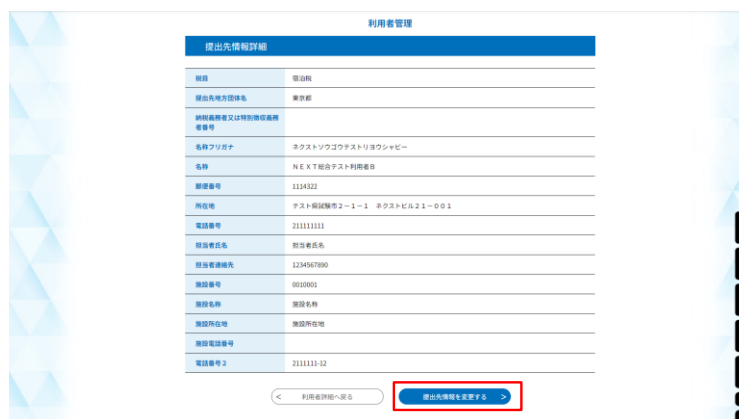 利用者管理
提出先情報詳細
税目 宿泊税
提出先地方団体名 東京都
納税義務者又は特別徴収義務
者番号
名称フリガナ ネクストソウゴウテストリヨウシャビー
名称 ＮＥＸＴ総合テスト利用者Ｂ
郵便番号 1114322
所在地 テスト県試験市２－１－１ ネクストビル２１－００１
電話番号 211111111
担当者氏名 担当者氏名
担当者連絡先 1234567890
施設番号 0010001
施設名称 施設名称
施設所在地 施設所在地
施設電話番号
電話番号２ 2111111-12
< 利用者詳細へ戻る
提出先情報を変更する >